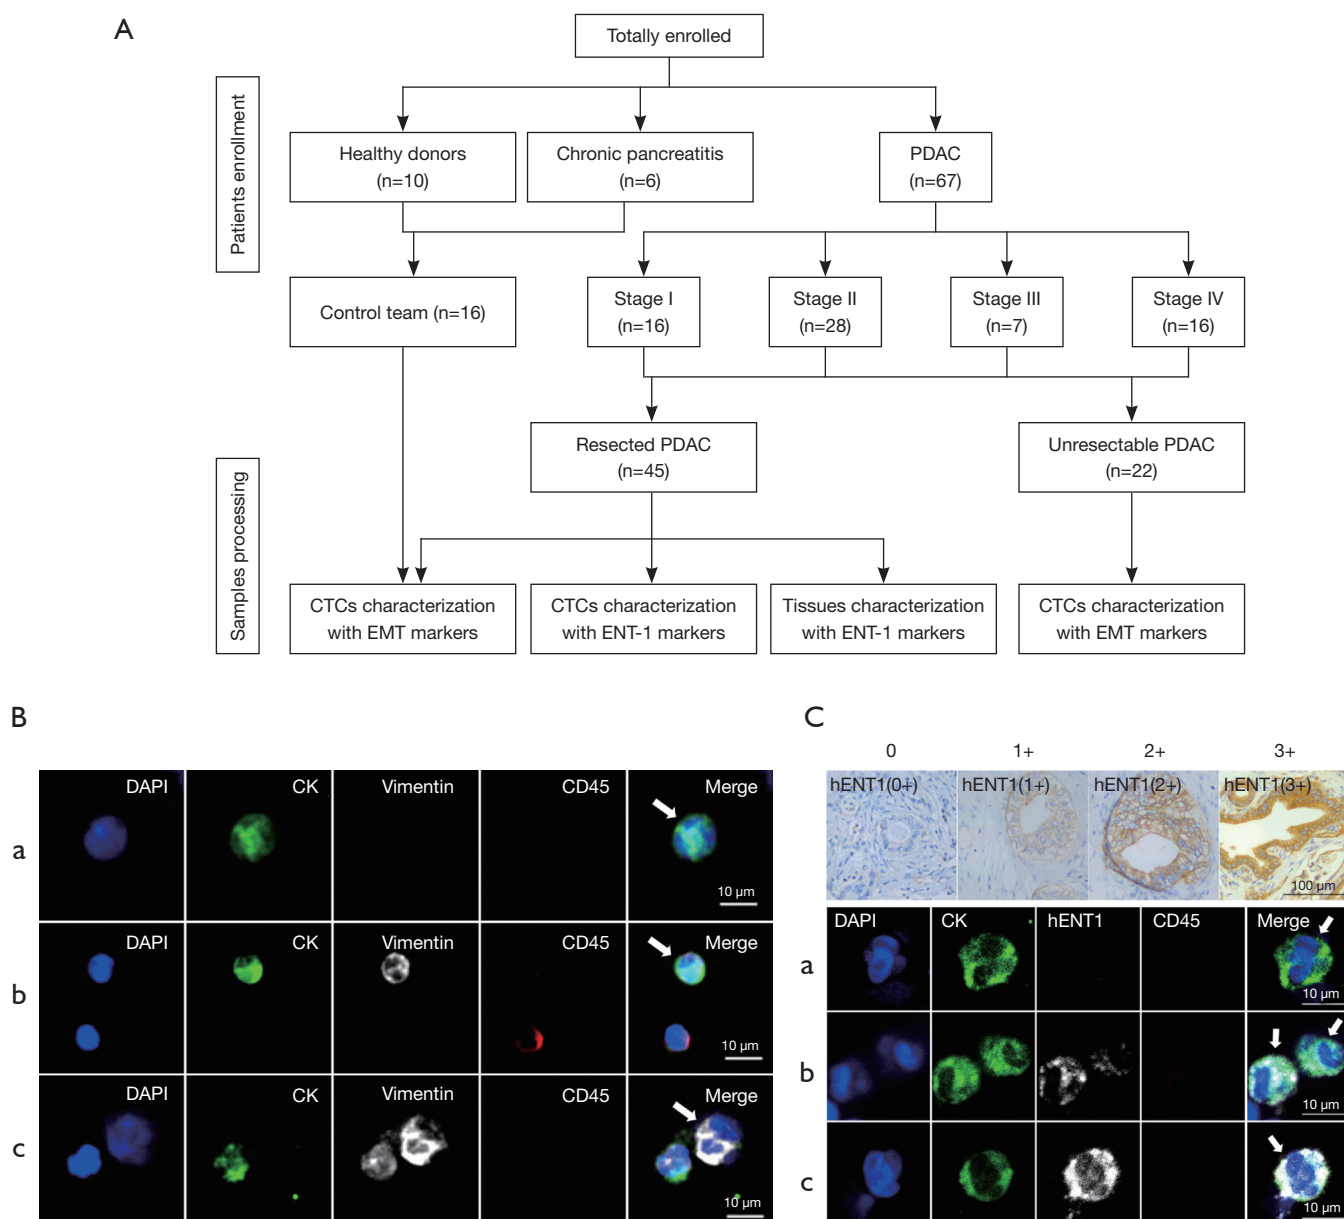 A
Totally enrolled
Patients enrollment
Healthy donors
(n=10)
Chronic pancreatitis
(n=6)
PDAC
(n=67)
Control team (n=16)
Stage I
(n=16)
Stage II
(n=28)
Stage III
(n=7)
Stage IV
(n=16)
Samples processing
Resected PDAC
(n=45)
Unresectable PDAC
(n=22)
CTCs characterization
with EMT markers
CTCs characterization
with ENT-1 markers
Tissues characterization
with ENT-1 markers
CTCs characterization
with EMT markers
B
a
DAPI
CK
Vimentin
CD45
Merge
10 µm
b
DAPI
CK
Vimentin
CD45
Merge
10 µm
c
DAPI
CK
Vimentin
CD45
Merge
10 µm
C
0
1+
2+
3+
hENT1(0+)
hENT1(1+)
hENT1(2+)
hENT1(3+)
100 µm
a
DAPI
CK
hENT1
CD45
Merge
10 µm
b
10 µm
c
10 µm